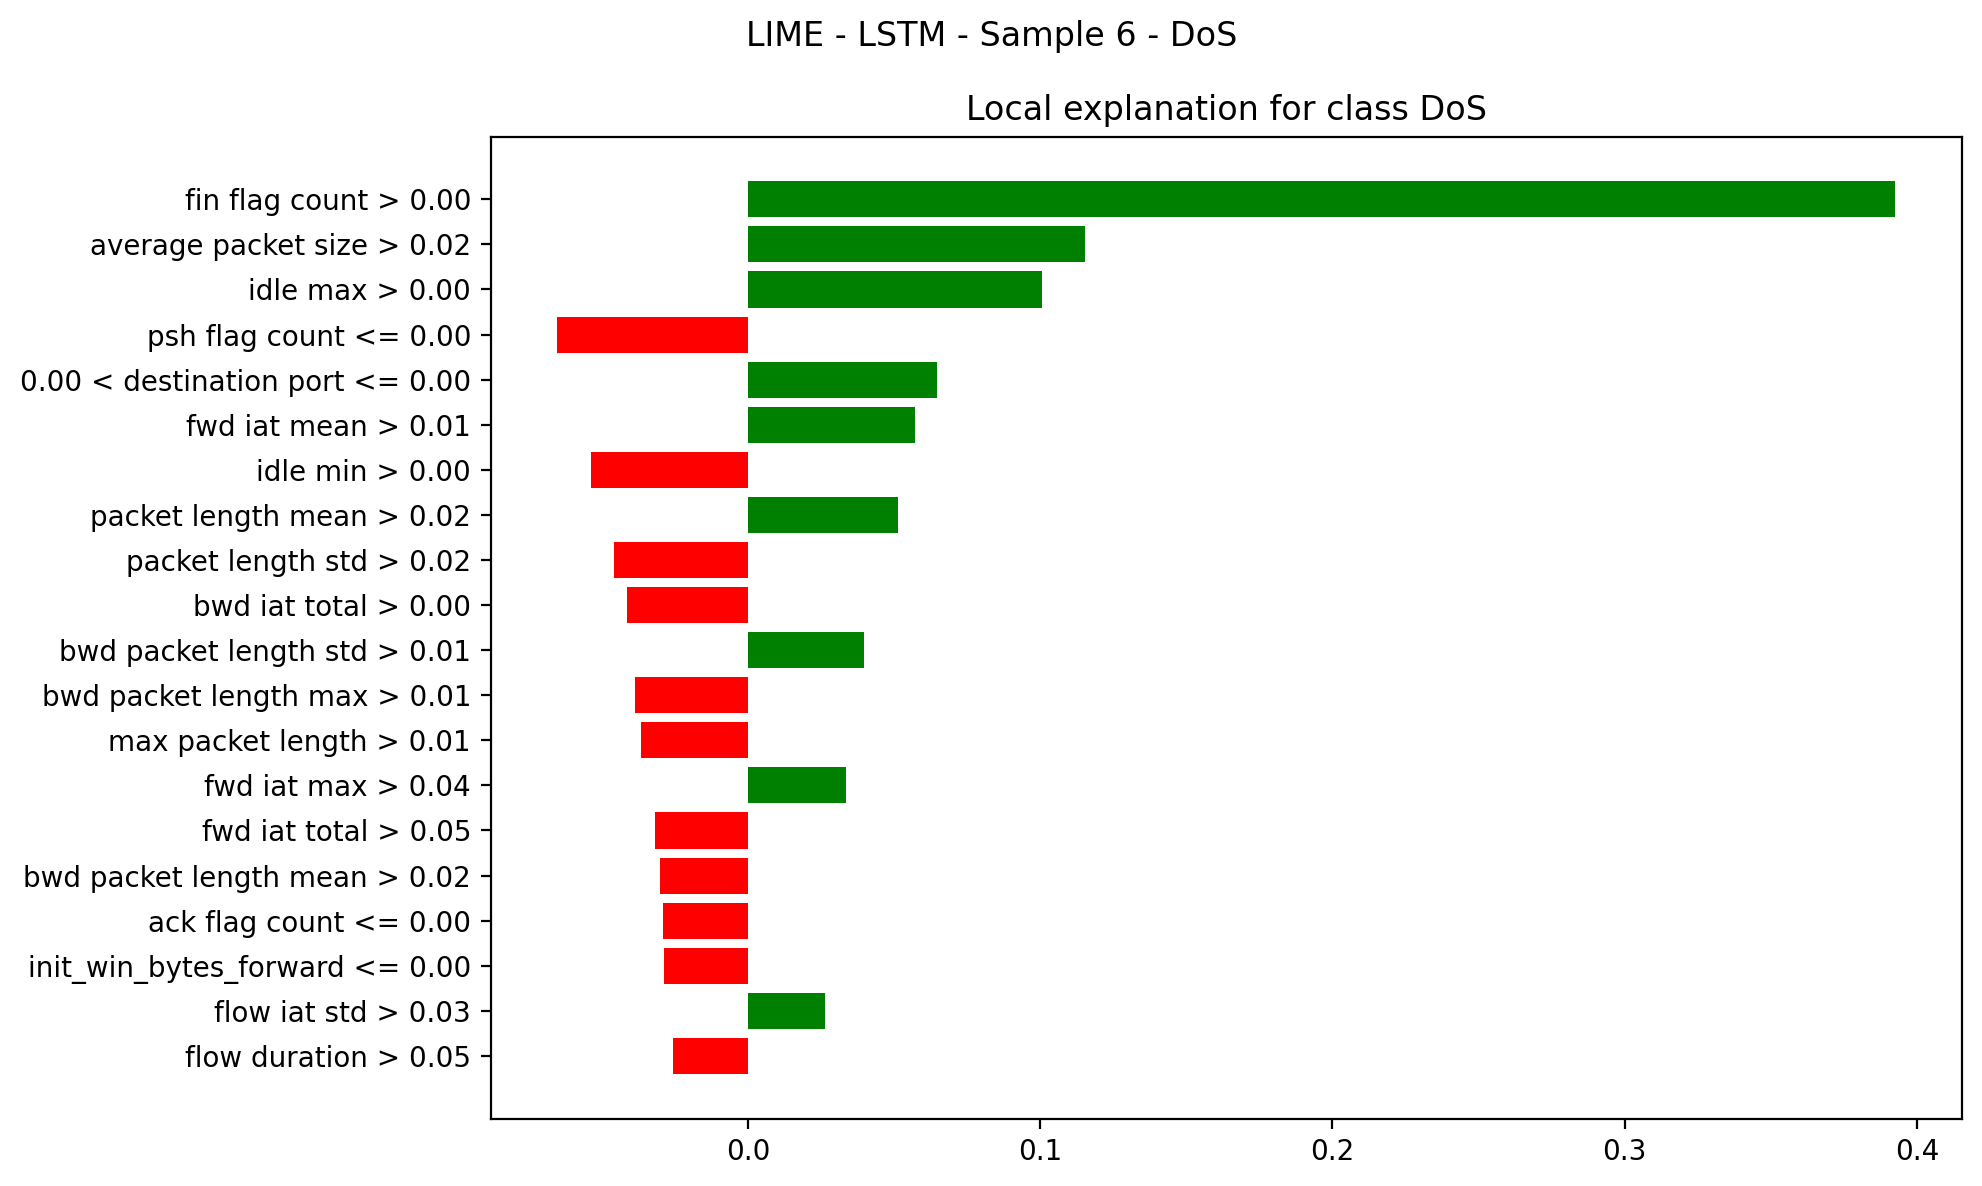 LIME - LSTM - Sample 6 - DoS
Local explanation for class DoS
fin flag count > 0.00
average packet size > 0.02
idle max > 0.00
psh flag count <= 0.00
0.00 < destination port <= 0.00
fwd iat mean > 0.01
idle min > 0.00
packet length mean > 0.02
packet length std > 0.02
bwd iat total > 0.00
bwd packet length std > 0.01
bwd packet length max > 0.01
max packet length > 0.01
fwd iat max > 0.04
fwd iat total > 0.05
bwd packet length mean > 0.02
ack flag count <= 0.00
init_win_bytes_forward <= 0.00
flow iat std > 0.03
flow duration > 0.05
0.0 0.1 0.2 0.3 0.4